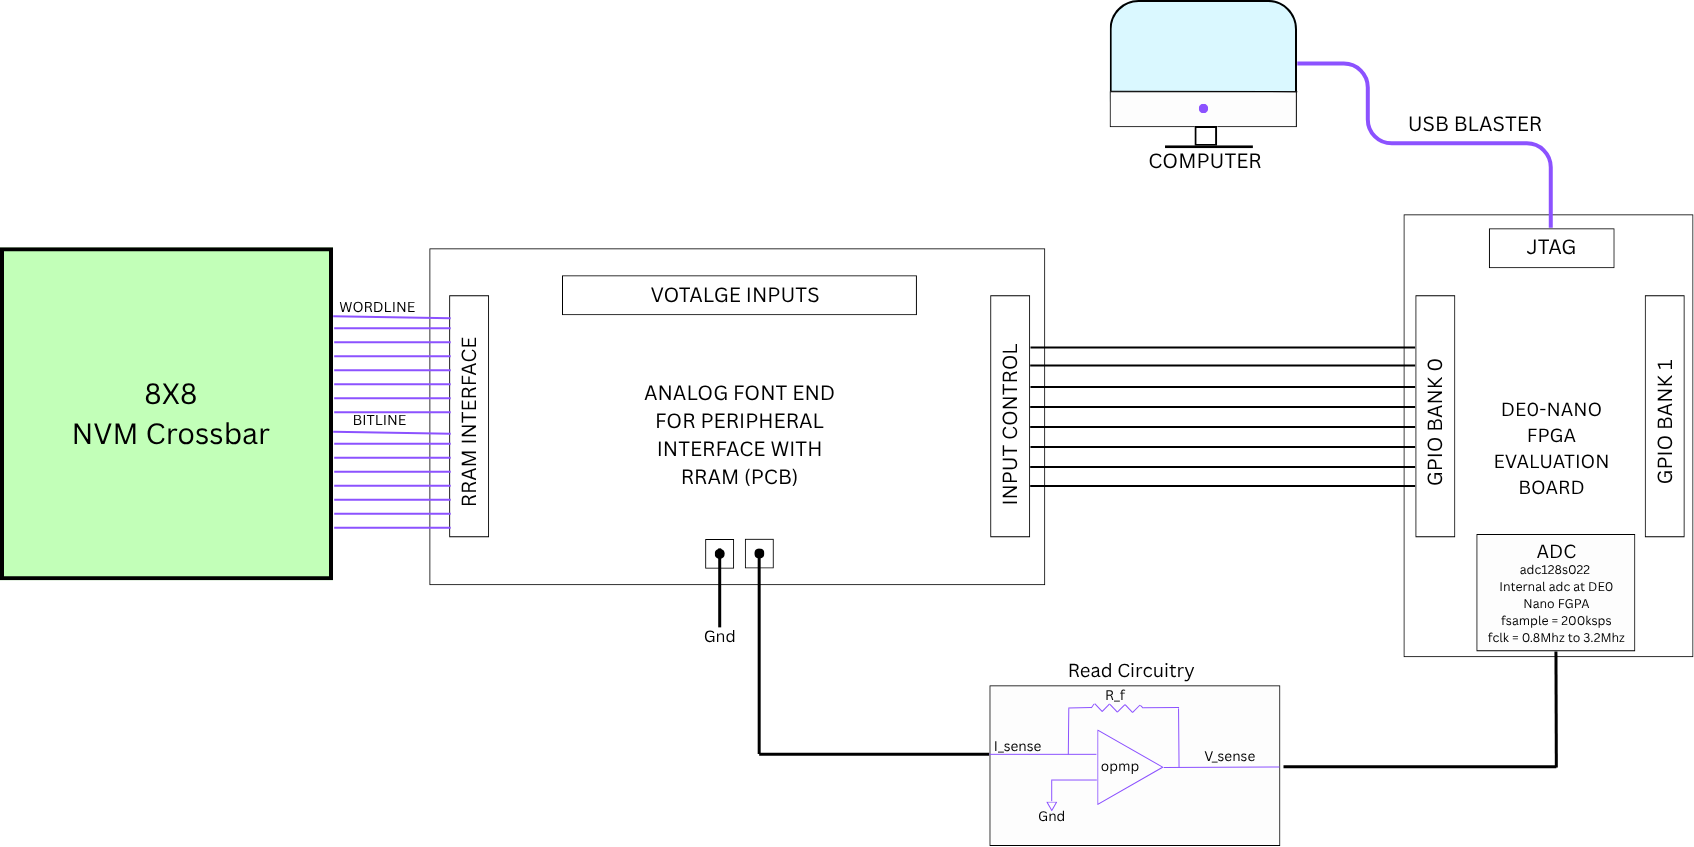 COMPUTER
USB BLASTER
JTAG
8X8
NVM Crossbar
WORDLINE
BITLINE
RRAM INTERFACE
VOTALGE INPUTS
ANALOG FONT END
FOR PERIPHERAL
INTERFACE WITH
RRAM (PCB)
INPUT CONTROL
Gnd
GPIO BANK 0
DE0-NANO
FPGA
EVALUATION
BOARD
GPIO BANK 1
ADC
adc128s022
Internal adc at DE0
Nano FGPA
fsample = 200ksps
fclk = 0.8Mhz to 3.2Mhz
Read Circuitry
R_f
I_sense
opmp
V_sense
Gnd